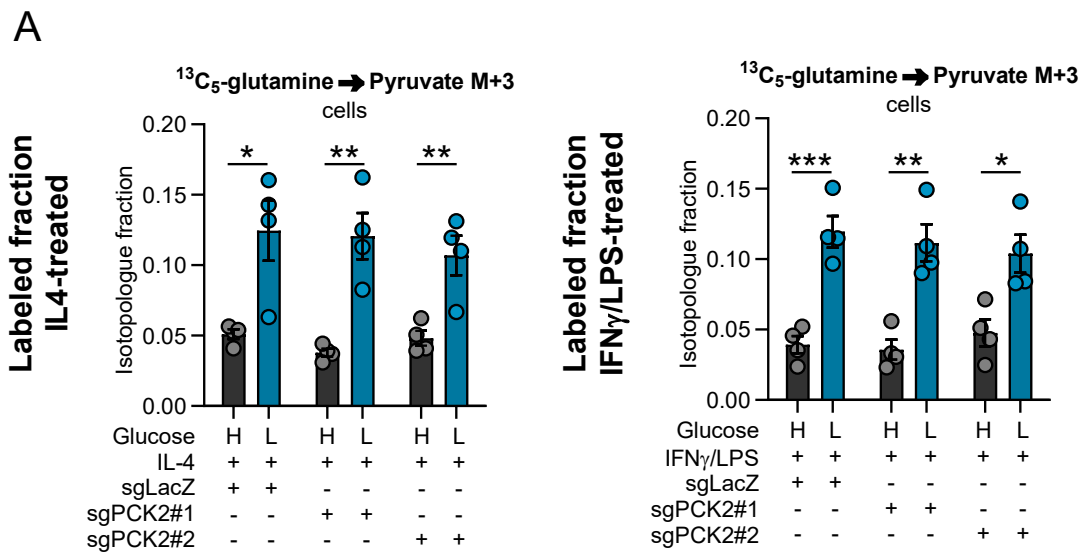 A
¹³C₅-glutamine ➔ Pyruvate M+3
cells
Labeled fraction
IL4-treated
Isotopologue fraction
0.20
0.15
0.10
0.05
0.00
* ** **
Glucose H L H L H L
IL-4 + + + + + +
sgLacZ + + - - - -
sgPCK2#1 - - + + - -
sgPCK2#2 - - - - + +
¹³C₅-glutamine ➔ Pyruvate M+3
cells
Labeled fraction
IFNγ/LPS-treated
Isotopologue fraction
0.20
0.15
0.10
0.05
0.00
*** ** *
Glucose H L H L H L
IFNγ/LPS + + + + + +
sgLacZ + + - - - -
sgPCK2#1 - - + + - -
sgPCK2#2 - - - - + +